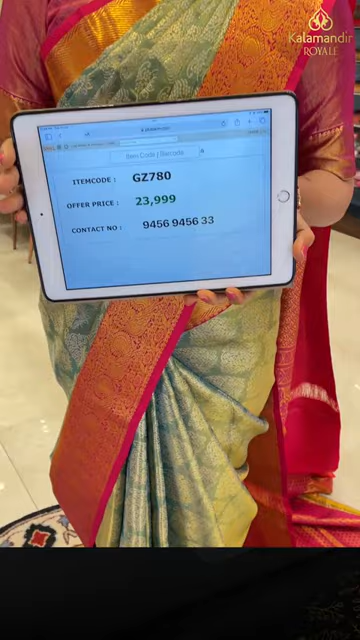 Kalamandir
ROYALE
Item Code | Barcode
ITEMCODE : GZ780
OFFER PRICE : 23,999
CONTACT NO : 9456 9456 33